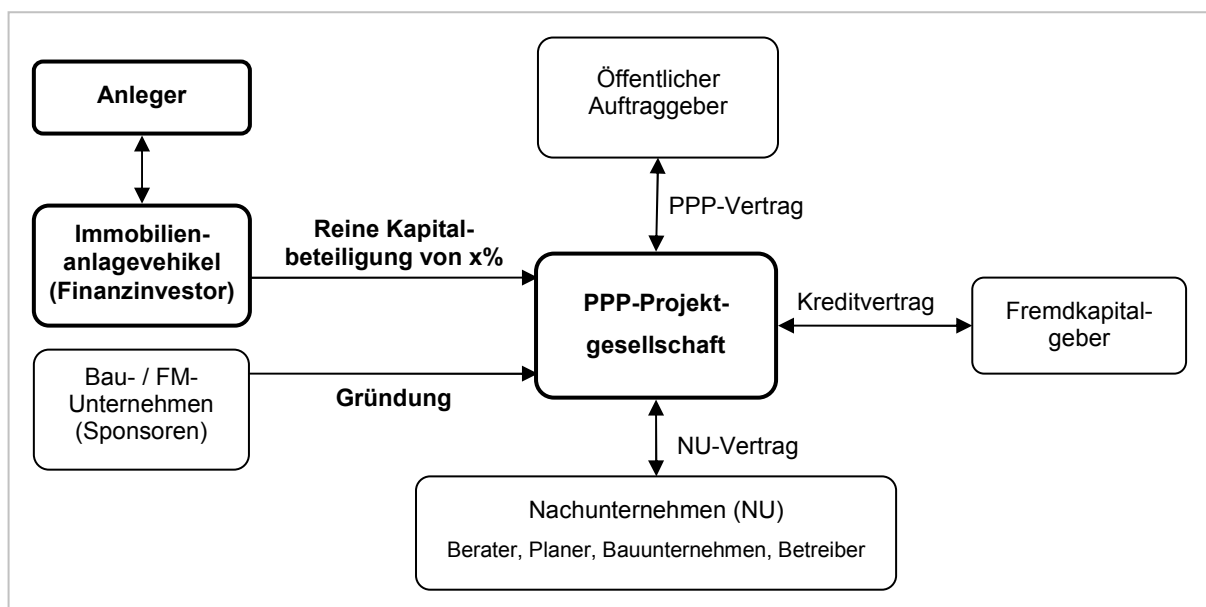 Anleger
Öffentlicher
Auftraggeber
PPP-Vertrag
Immobilien-
anlagevehikel
(Finanzinvestor)
Reine Kapital-
beteiligung von x%
PPP-Projekt-
gesellschaft
Kreditvertrag
Fremdkapital-
geber
Bau- / FM-
Unternehmen
(Sponsoren)
Gründung
NU-Vertrag
Nachunternehmen (NU)
Berater, Planer, Bauunternehmen, Betreiber